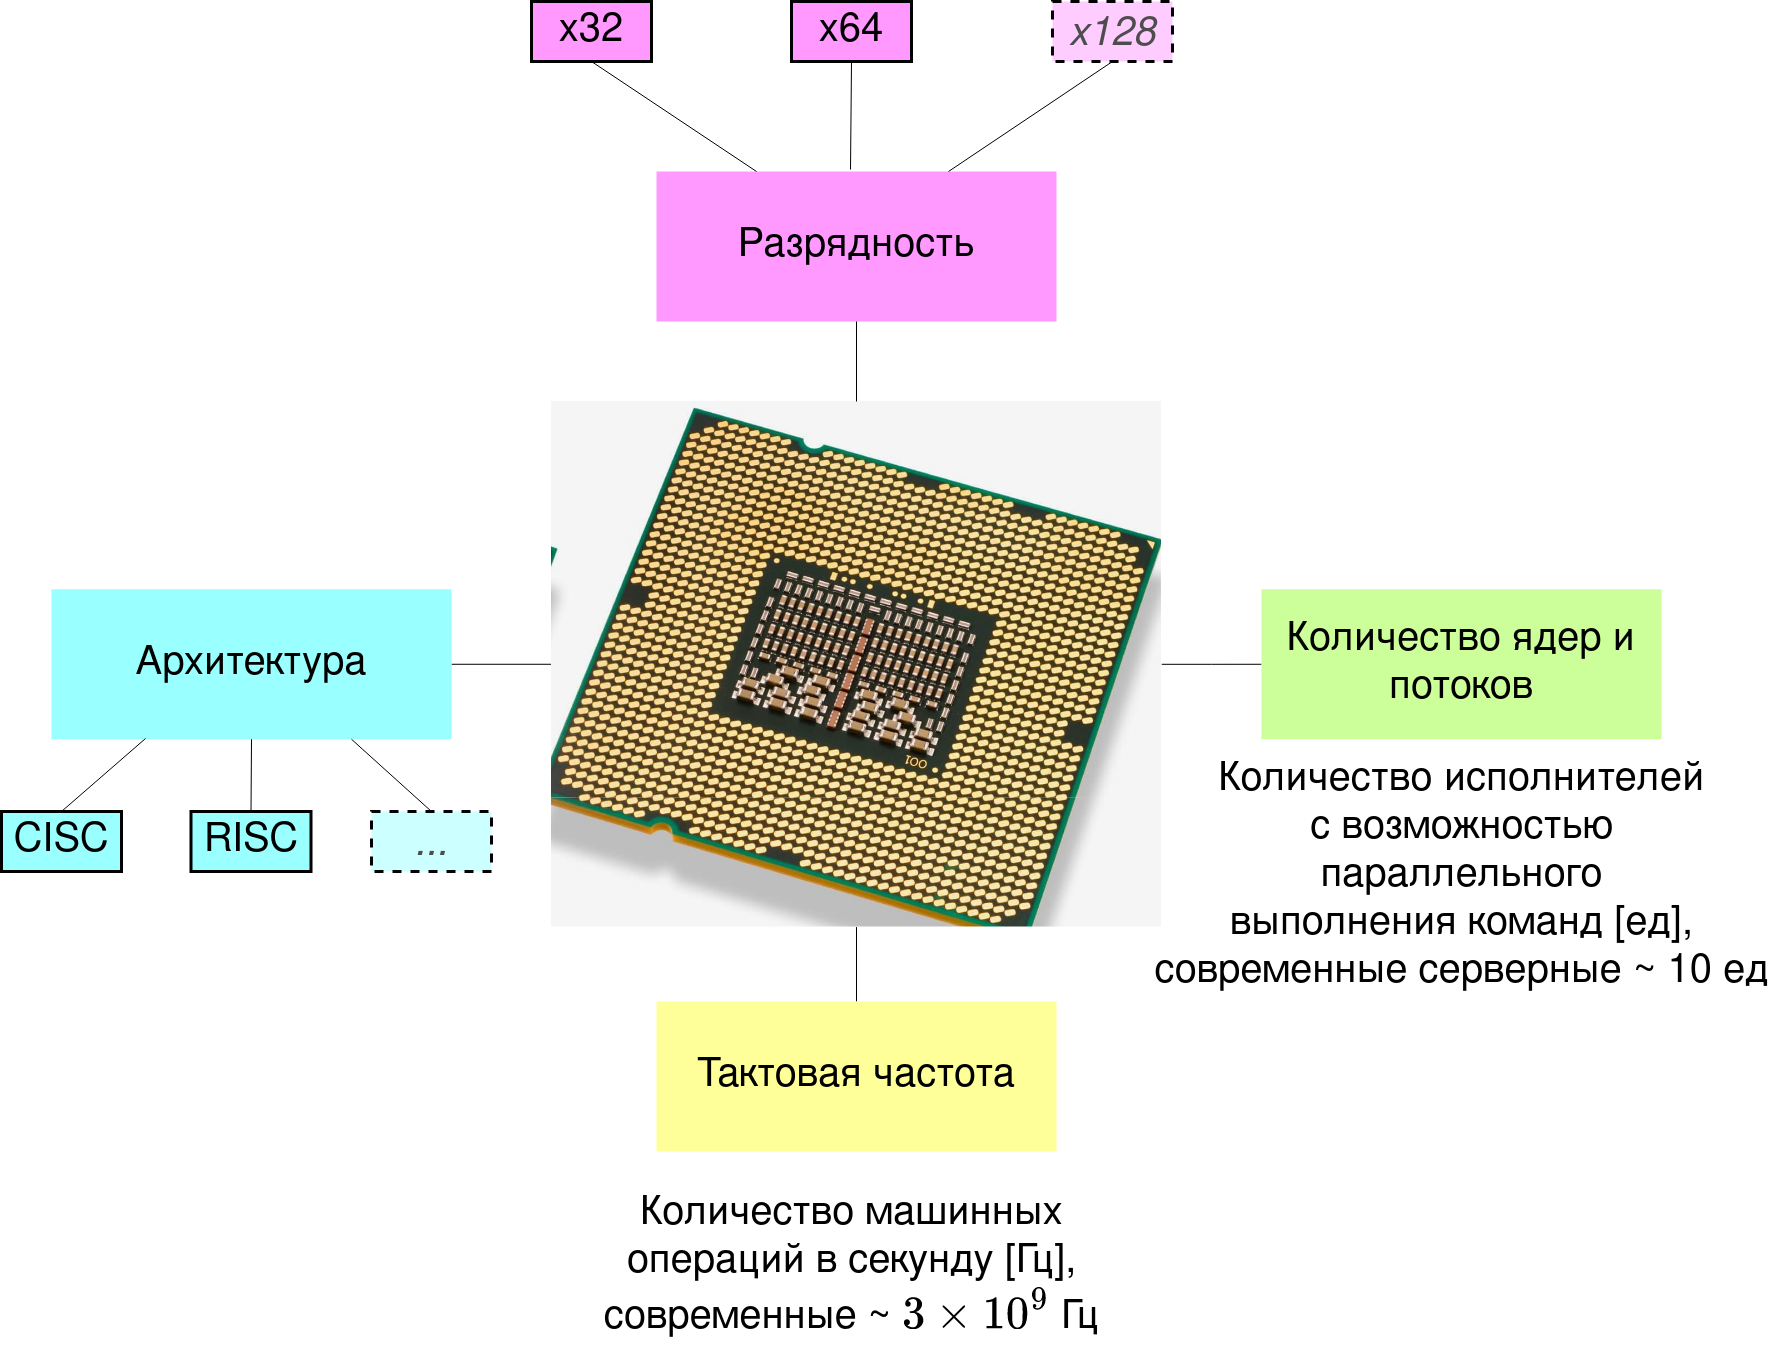 x32
x64
x128
Разрядность
Архитектура
CISC
RISC
...
Количество ядер и
потоков
Количество исполнителей
с возможностью
параллельного
выполнения команд [ед],
современные серверные ~ 10 ед
100
Тактовая частота
Количество машинных
операций в секунду [Гц],
современные ~ 3 × 10⁹ Гц